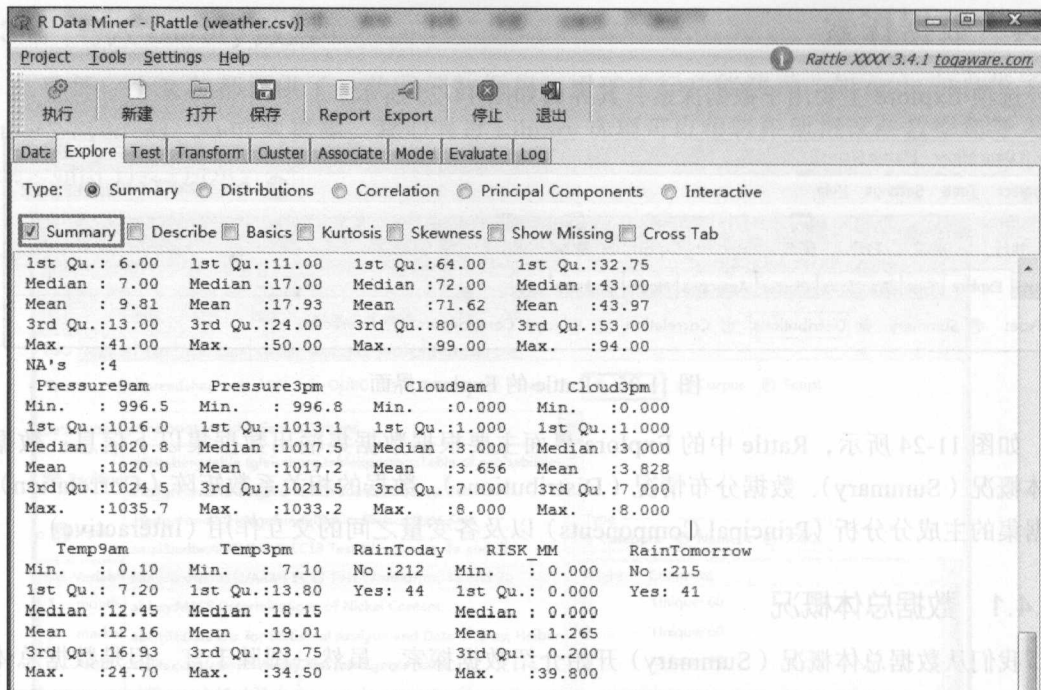 R Data Miner - [Rattle (weather.csv)]
Project Tools Settings Help
Rattle XXXX 3.4.1 togaware.com
执行 新建 打开 保存 Report Export 停止 退出
Data Explore Test Transform Cluster Associate Mode Evaluate Log
Type: Summary Distributions Correlation Principal Components Interactive
Summary Describe Basics Kurtosis Skewness Show Missing Cross Tab
1st Qu.: 6.00 1st Qu.:11.00 1st Qu.:64.00 1st Qu.:32.75
Median : 7.00 Median :17.00 Median :72.00 Median :43.00
Mean : 9.81 Mean :17.93 Mean :71.62 Mean :43.97
3rd Qu.:13.00 3rd Qu.:24.00 3rd Qu.:80.00 3rd Qu.:53.00
Max. :41.00 Max. :50.00 Max. :99.00 Max. :94.00
NA's :4
Pressure9am Pressure3pm Cloud9am Cloud3pm
Min. : 996.5 Min. : 996.8 Min. :0.000 Min. :0.000
1st Qu.:1016.0 1st Qu.:1013.1 1st Qu.:1.000 1st Qu.:1.000
Median :1020.8 Median :1017.5 Median :3.000 Median :3.000
Mean :1020.0 Mean :1017.2 Mean :3.656 Mean :3.828
3rd Qu.:1024.6 3rd Qu.:1021.5 3rd Qu.:7.000 3rd Qu.:7.000
Max. :1035.7 Max. :1033.2 Max. :8.000 Max. :8.000
Temp9am Temp3pm RainToday RISK_MM RainTomorrow
Min. : 0.10 Min. : 7.10 No :212 Min. : 0.000 No :215
1st Qu.: 7.20 1st Qu.:13.80 Yes: 44 1st Qu.: 0.000 Yes: 41
Median :12.45 Median :18.15 Median : 0.000
Mean :12.16 Mean :19.01 Mean : 1.265
3rd Qu.:16.93 3rd Qu.:23.75 3rd Qu.: 0.200
Max. :24.70 Max. :34.50 Max. :39.800